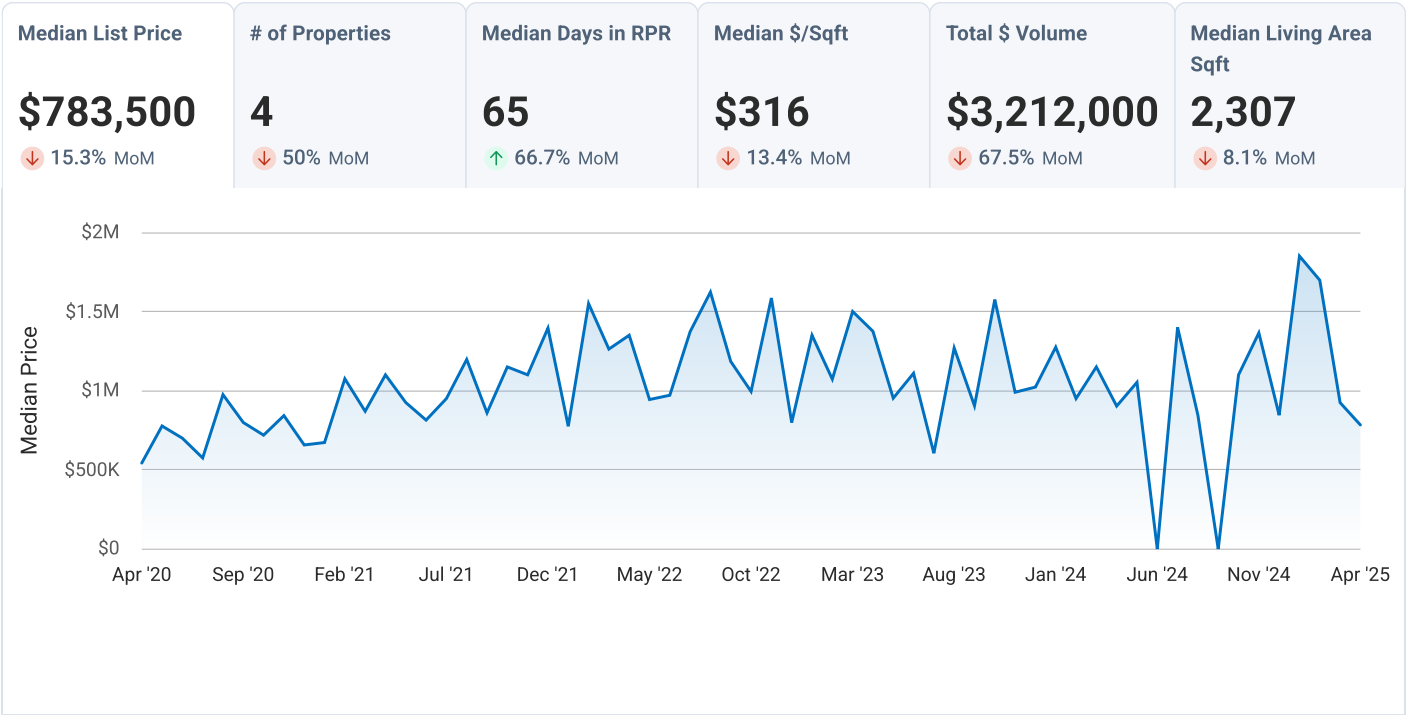 Median List Price
$783,500
15.3% MoM
# of Properties
4
50% MoM
Median Days in RPR
65
66.7% MoM
Median $/Sqft
$316
13.4% MoM
Total $ Volume
$3,212,000
67.5% MoM
Median Living Area
Sqft
2,307
8.1% MoM
Median Price
$2M
$1.5M
$1M
$500K
$0
Apr '20 Sep '20 Feb '21 Jul '21 Dec '21 May '22 Oct '22 Mar '23 Aug '23 Jan '24 Jun '24 Nov '24 Apr '25